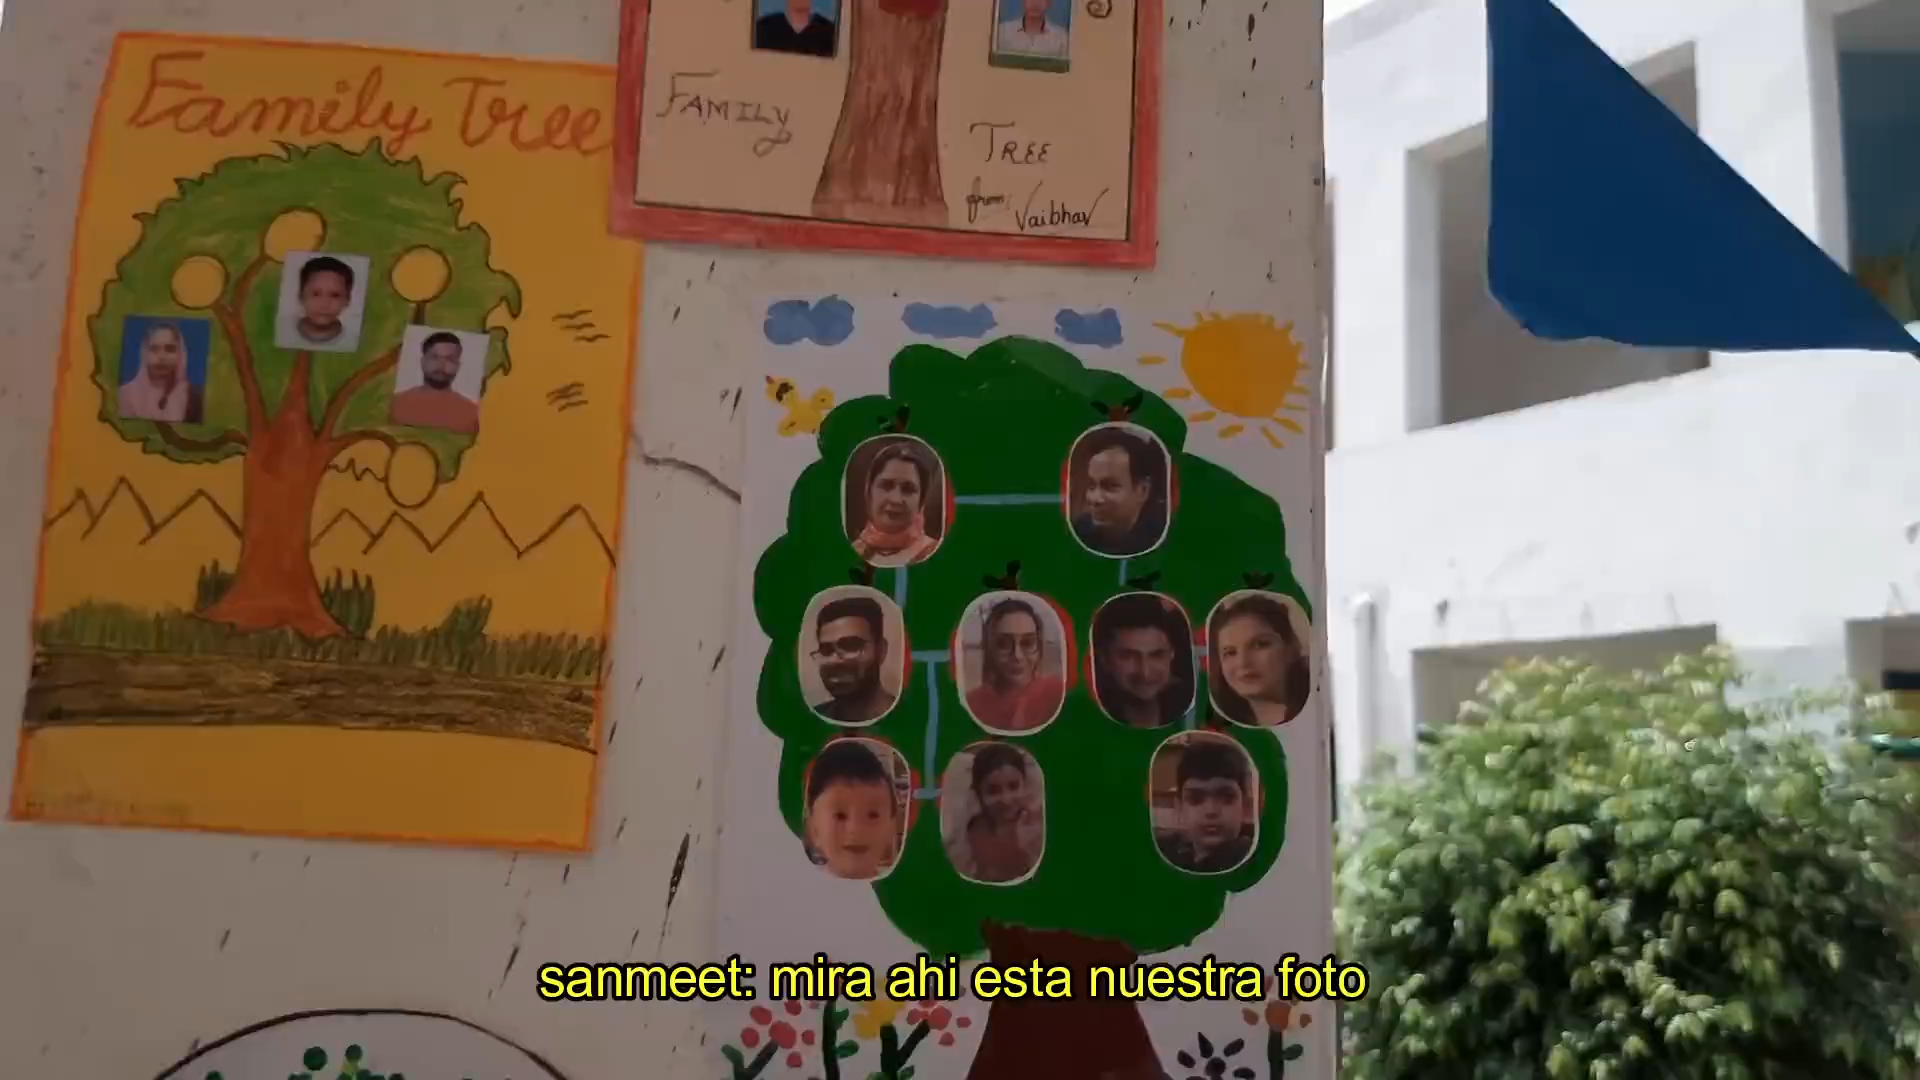 Family Tree
FAMILY
TREE
from
Vaibhav
sanmeet: mira ahi esta nuestra foto